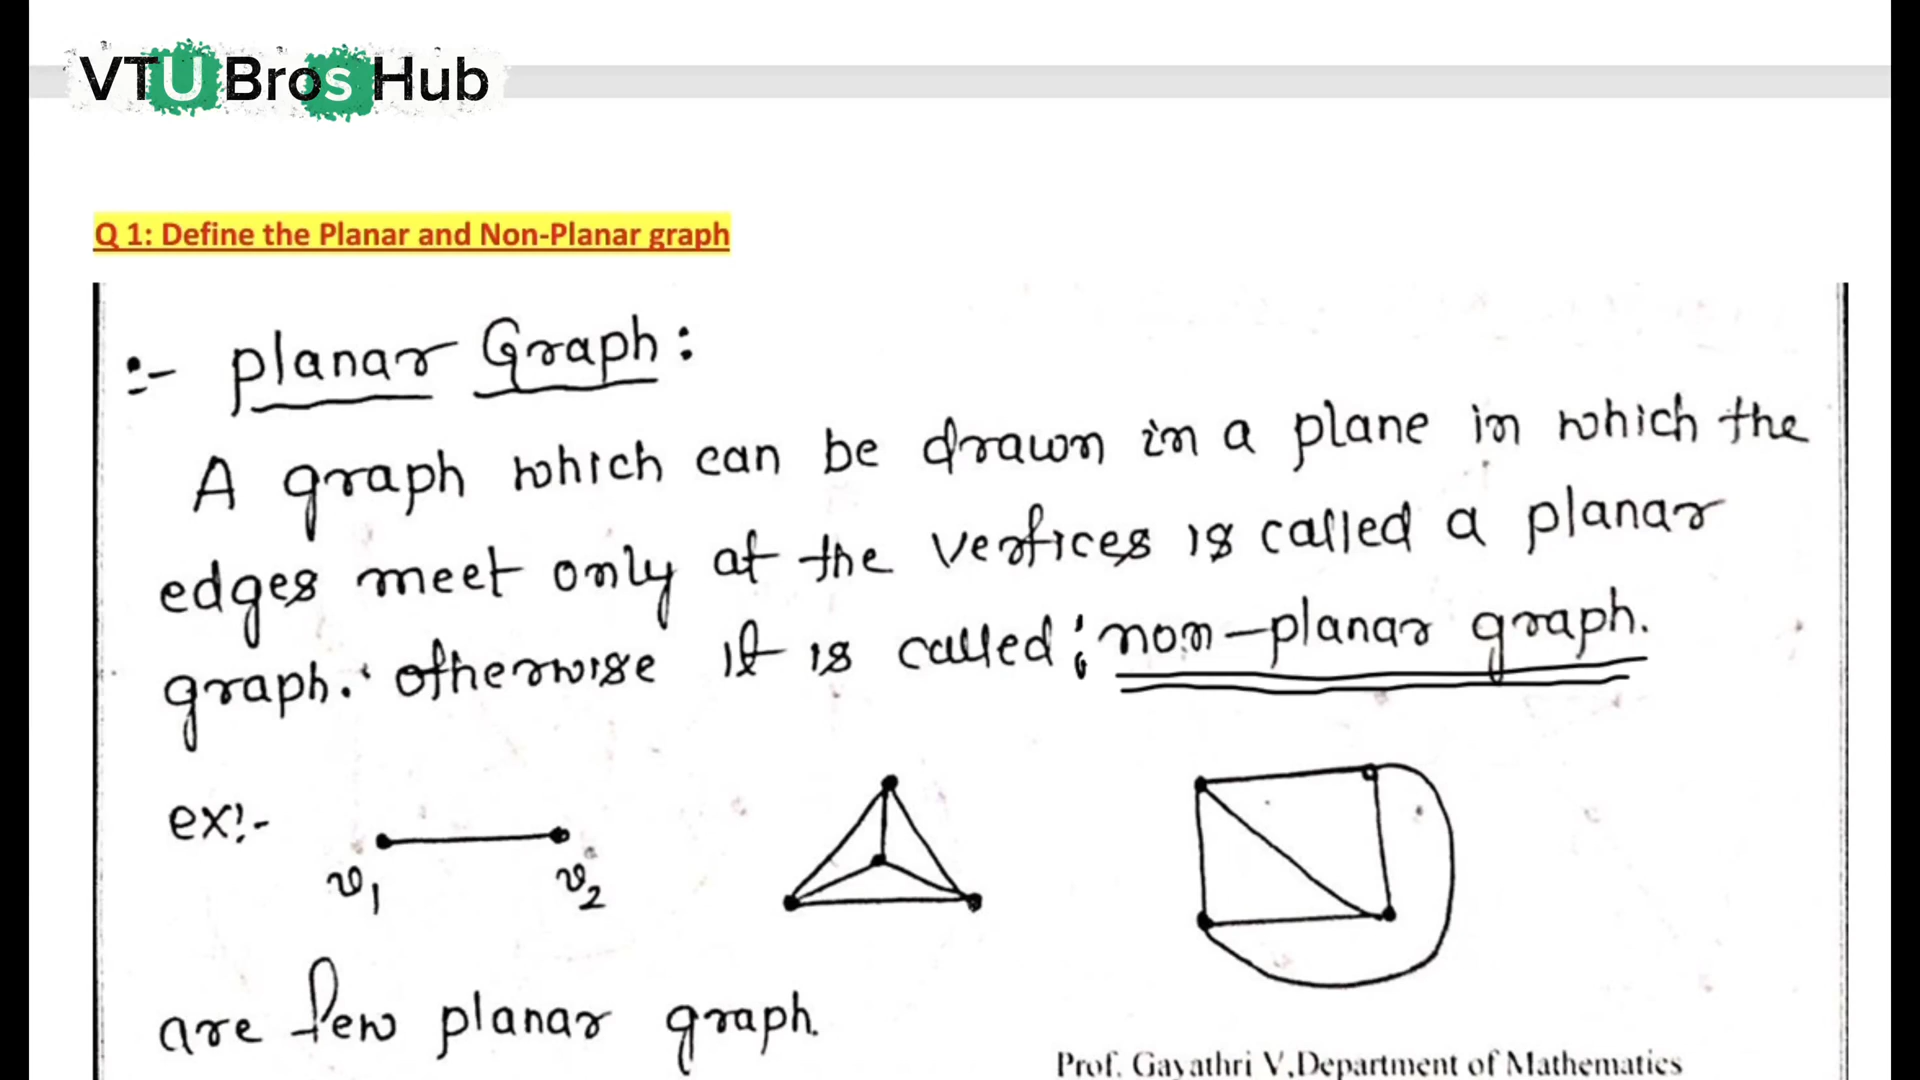 VTU Bros Hub
Q 1: Define the Planar and Non-Planar graph
:- planar Graph:
A graph which can be drawn in a plane in which the
edges meet only at the vertices is called a planar
graph. otherwise it is called : non-planar graph.
ex:-
v1 v2
are few planar graph.
Prof. Gayathri V,Department of Mathematics